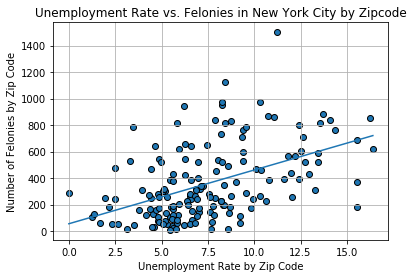 Unemployment Rate vs. Felonies in New York City by Zipcode
Number of Felonies by Zip Code
1400
1200
1000
800
600
400
200
0
0.0 2.5 5.0 7.5 10.0 12.5 15.0
Unemployment Rate by Zip Code